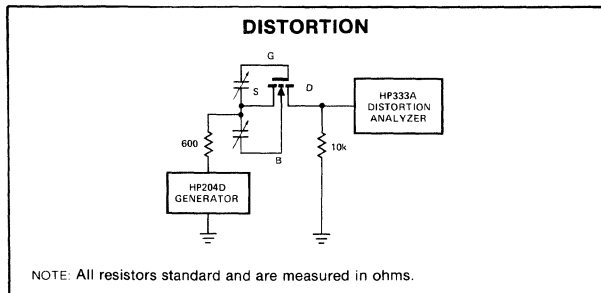 DISTORTION
G
S
D
HP333A
DISTORTION
ANALYZER
600
10k
B
HP204D
GENERATOR
NOTE: All resistors standard and are measured in ohms.